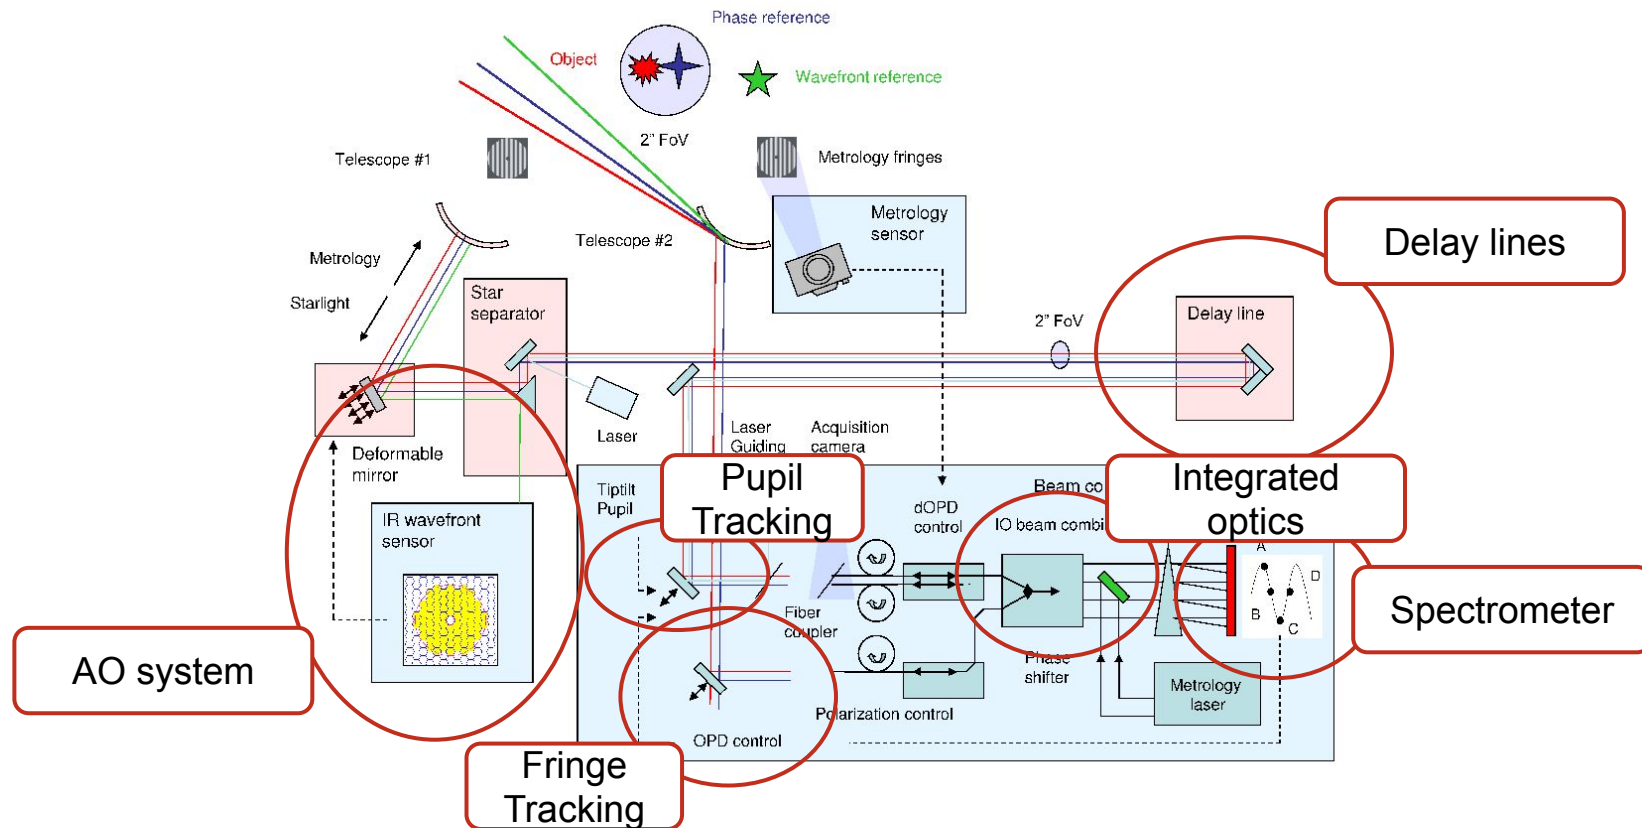 Phase reference
Object
Wavefront reference
2" FoV
Telescope #1
Metrology fringes
Telescope #2
Metrology
sensor
Delay lines
Metrology
Starlight
Star
separator
2" FoV
Delay line
Laser
Laser
Guiding
Acquisition
camera
Deformable
mirror
IR wavefront
sensor
Tiptilt
Pupil
Pupil
Tracking
dOPD
control
Beam co
IO beam combi
Integrated
optics
A
B
C
D
Spectrometer
Fiber
coupler
AO system
Phase
shifter
Metrology
laser
Polarization control
OPD control
Fringe
Tracking